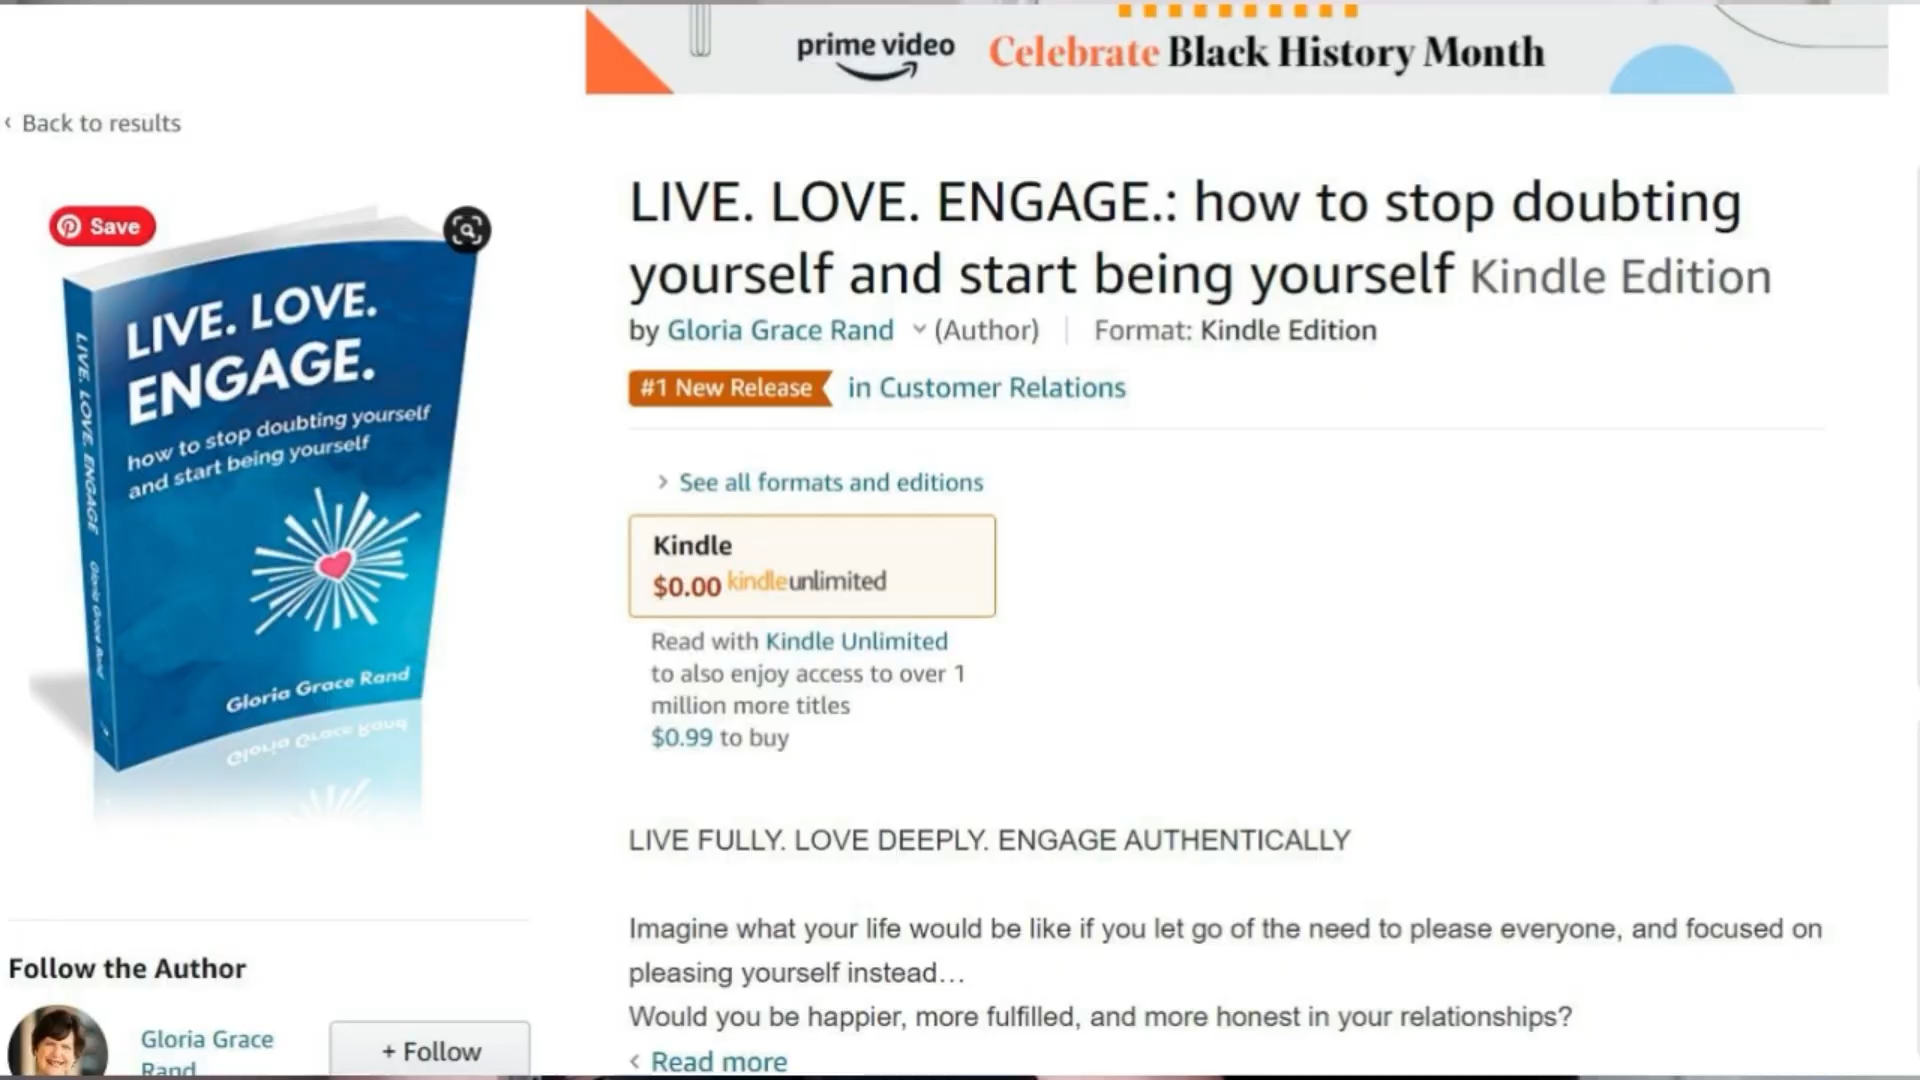 prime video Celebrate Black History Month
‹ Back to results
Save
LIVE. LOVE.
ENGAGE.
how to stop doubting yourself
and start being yourself
Gloria Grace Rand
LIVE. LOVE. ENGAGE Gloria Grace Rand
Gloria Grace Rand
LIVE. LOVE. ENGAGE.: how to stop doubting
yourself and start being yourself Kindle Edition
by Gloria Grace Rand (Author) | Format: Kindle Edition
#1 New Release in Customer Relations
› See all formats and editions
Kindle
$0.00 kindleunlimited
Read with Kindle Unlimited
to also enjoy access to over 1
million more titles
$0.99 to buy
LIVE FULLY. LOVE DEEPLY. ENGAGE AUTHENTICALLY
Imagine what your life would be like if you let go of the need to please everyone, and focused on
pleasing yourself instead…
Would you be happier, more fulfilled, and more honest in your relationships?
‹ Read more
Follow the Author
Gloria Grace
Rand
+ Follow